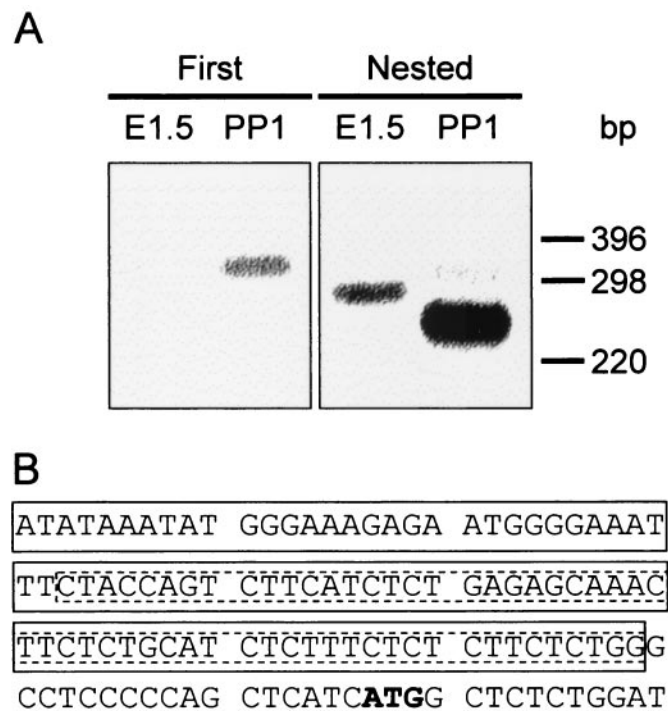 A
First Nested
E1.5 PP1 E1.5 PP1 bp
396
298
220
B
ATATAAATAT GGGAAAGAGA ATGGGGAAAT
TTCTACCAGT CTTCATCTCT GAGAGCAAAC
TTCTCTGCAT CTCTTTCTCT CTTCTCTGGG
CCTCCCCCAG CTCATCATGG CTCTCTGGAT